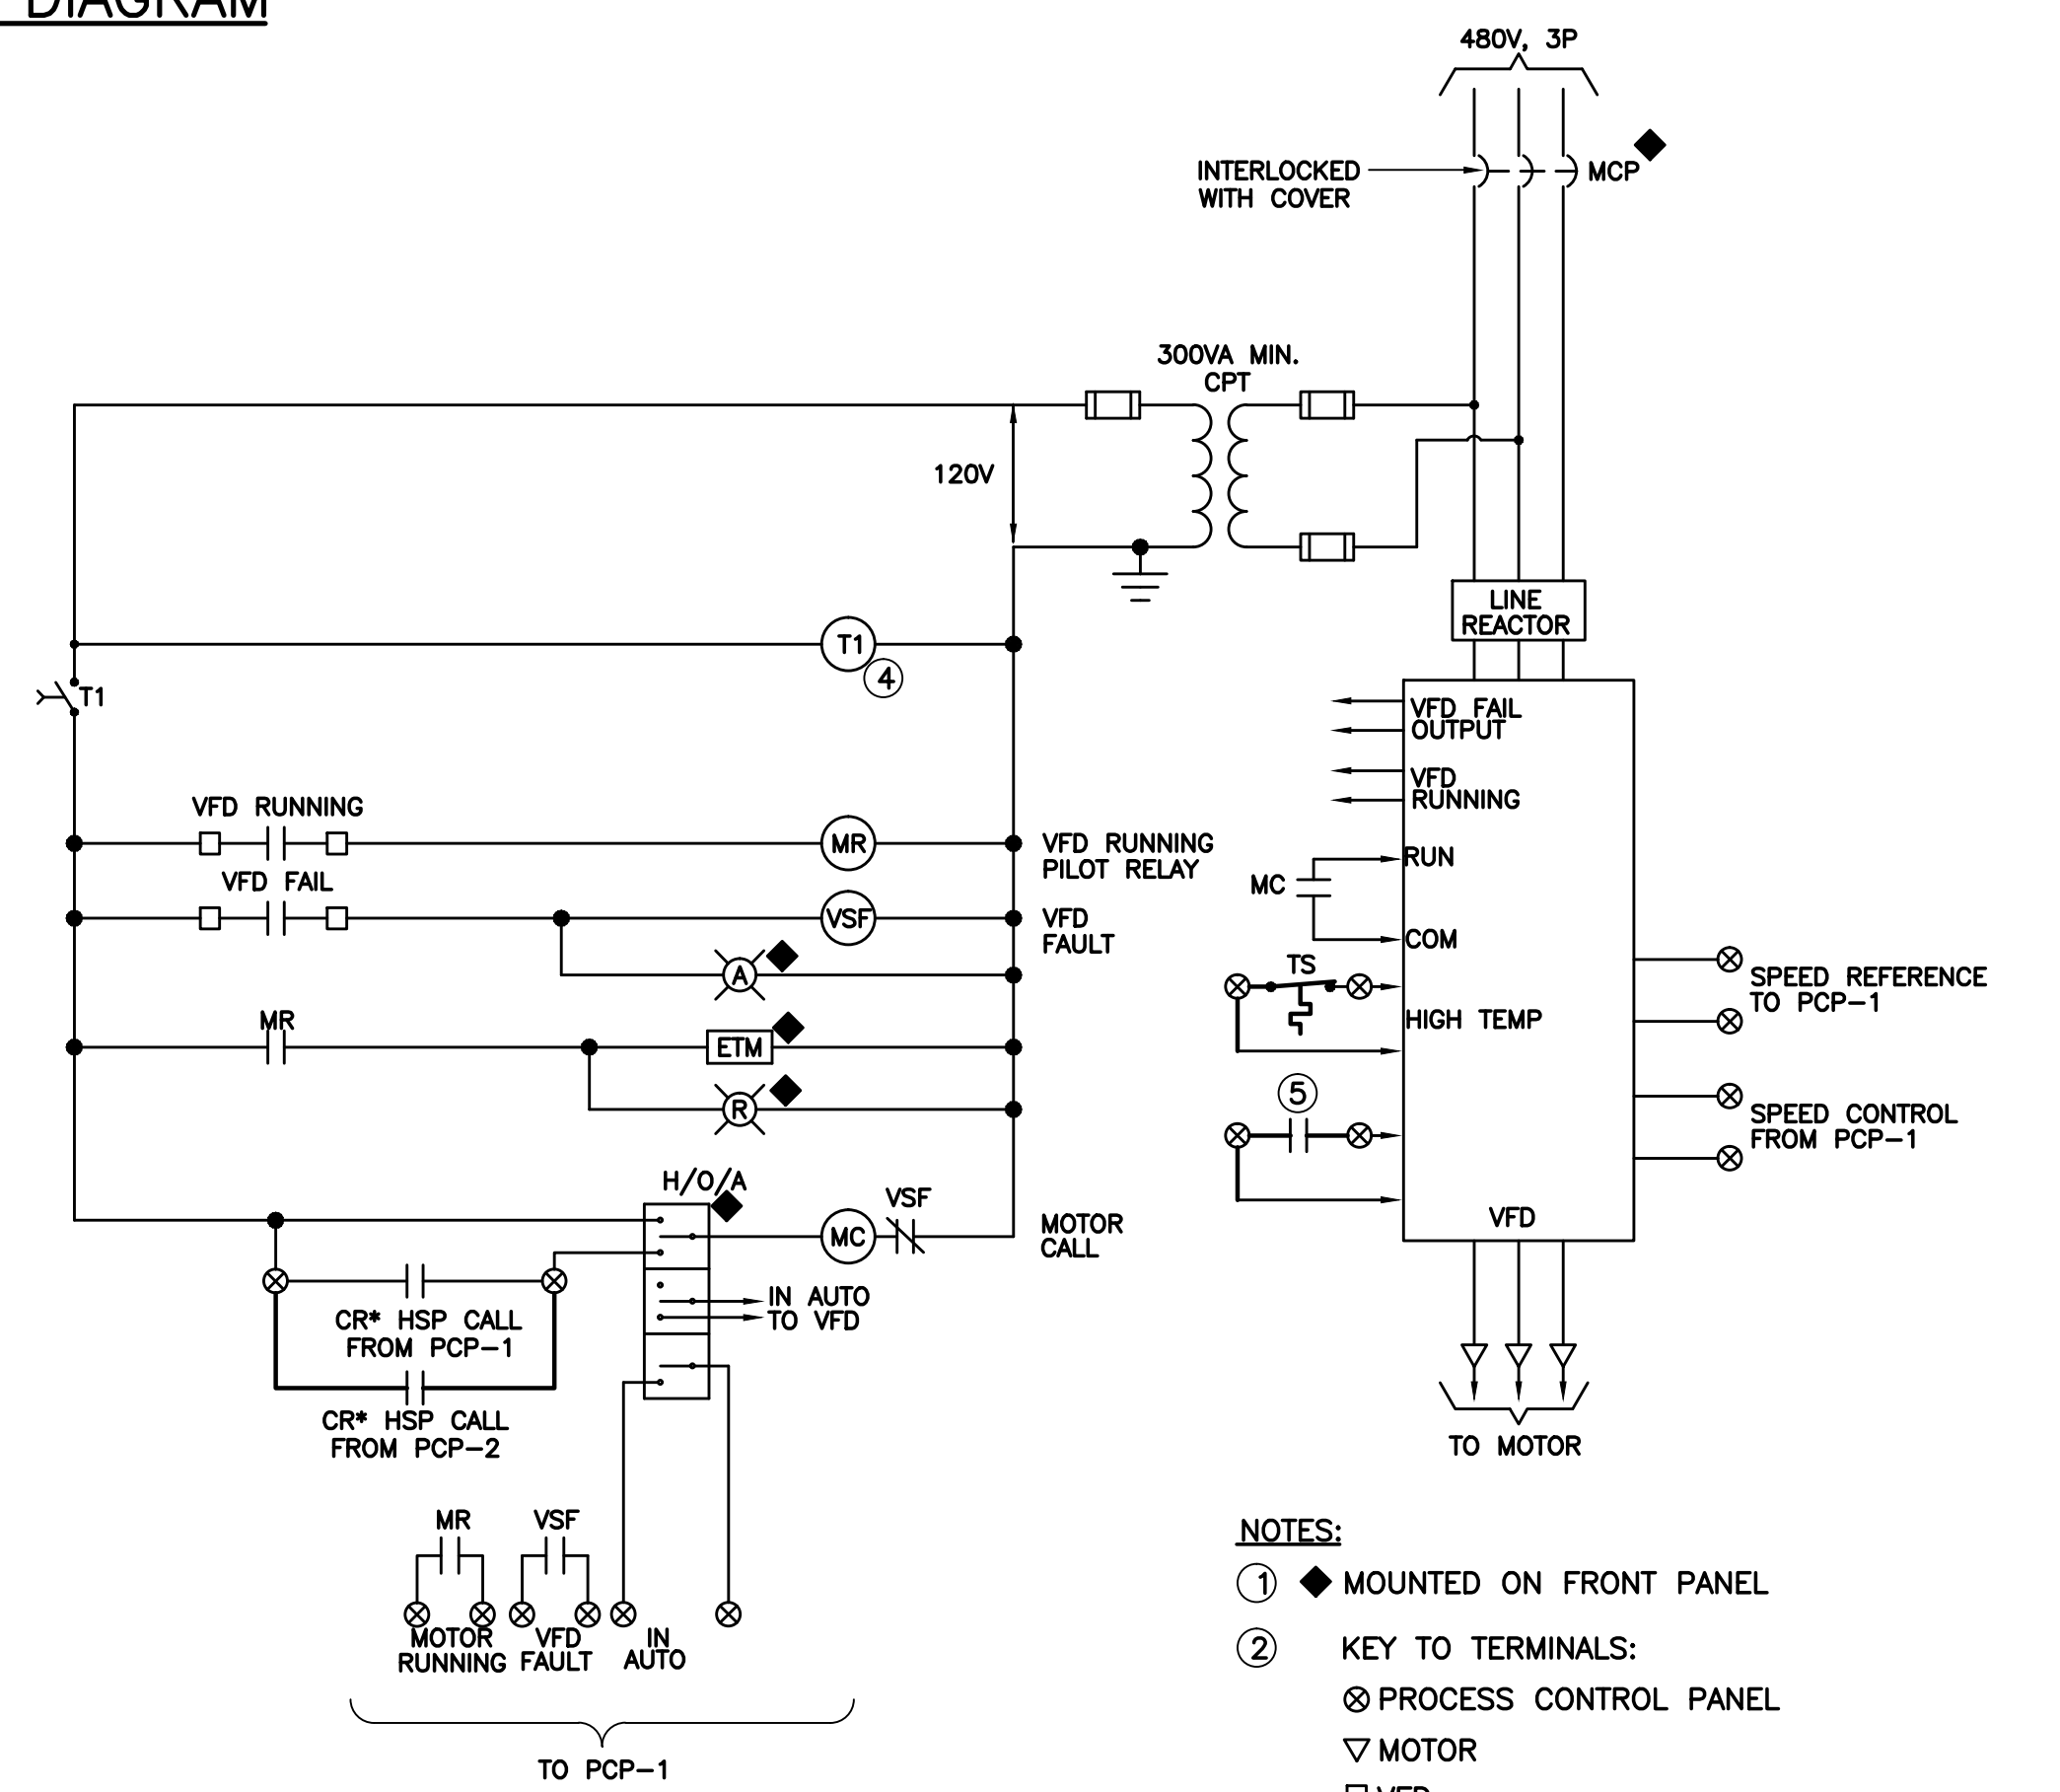 DIAGRAM
480V, 3P
INTERLOCKED
WITH COVER
MCP
300VA MIN.
CPT
120V
LINE
REACTOR
T1
4
T1
VFD FAIL
OUTPUT
VFD
RUNNING
VFD RUNNING
MR
VFD RUNNING
PILOT RELAY
RUN
MC
COM
VFD FAIL
VSF
VFD
FAULT
A
TS
HIGH TEMP
SPEED REFERENCE
TO PCP-1
MR
ETM
R
5
SPEED CONTROL
FROM PCP-1
H/O/A
MC
VSF
MOTOR
CALL
VFD
IN AUTO
TO VFD
CR* HSP CALL
FROM PCP-1
CR* HSP CALL
FROM PCP-2
TO MOTOR
MR
VSF
MOTOR
RUNNING
VFD
FAULT
IN
AUTO
TO PCP-1
NOTES:
1 MOUNTED ON FRONT PANEL
2 KEY TO TERMINALS:
PROCESS CONTROL PANEL
MOTOR
VFD